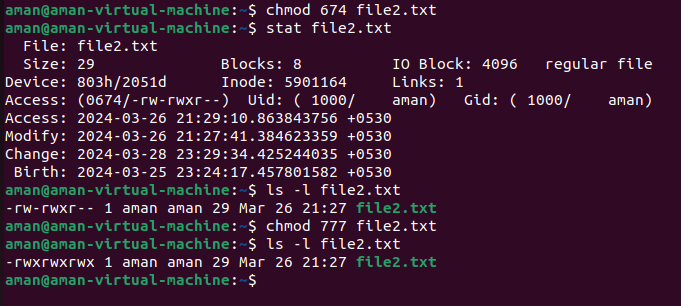 aman@aman-virtual-machine:~$ chmod 674 file2.txt
aman@aman-virtual-machine:~$ stat file2.txt
  File: file2.txt
  Size: 29              Blocks: 8          IO Block: 4096   regular file
Device: 803h/2051d      Inode: 5901164     Links: 1
Access: (0674/-rw-rwxr--)  Uid: ( 1000/    aman)   Gid: ( 1000/    aman)
Access: 2024-03-26 21:29:10.863843756 +0530
Modify: 2024-03-26 21:27:41.384623359 +0530
Change: 2024-03-28 23:29:34.425244035 +0530
 Birth: 2024-03-25 23:24:17.457801582 +0530
aman@aman-virtual-machine:~$ ls -l file2.txt
-rw-rwxr-- 1 aman aman 29 Mar 26 21:27 file2.txt
aman@aman-virtual-machine:~$ chmod 777 file2.txt
aman@aman-virtual-machine:~$ ls -l file2.txt
-rwxrwxrwx 1 aman aman 29 Mar 26 21:27 file2.txt
aman@aman-virtual-machine:~$